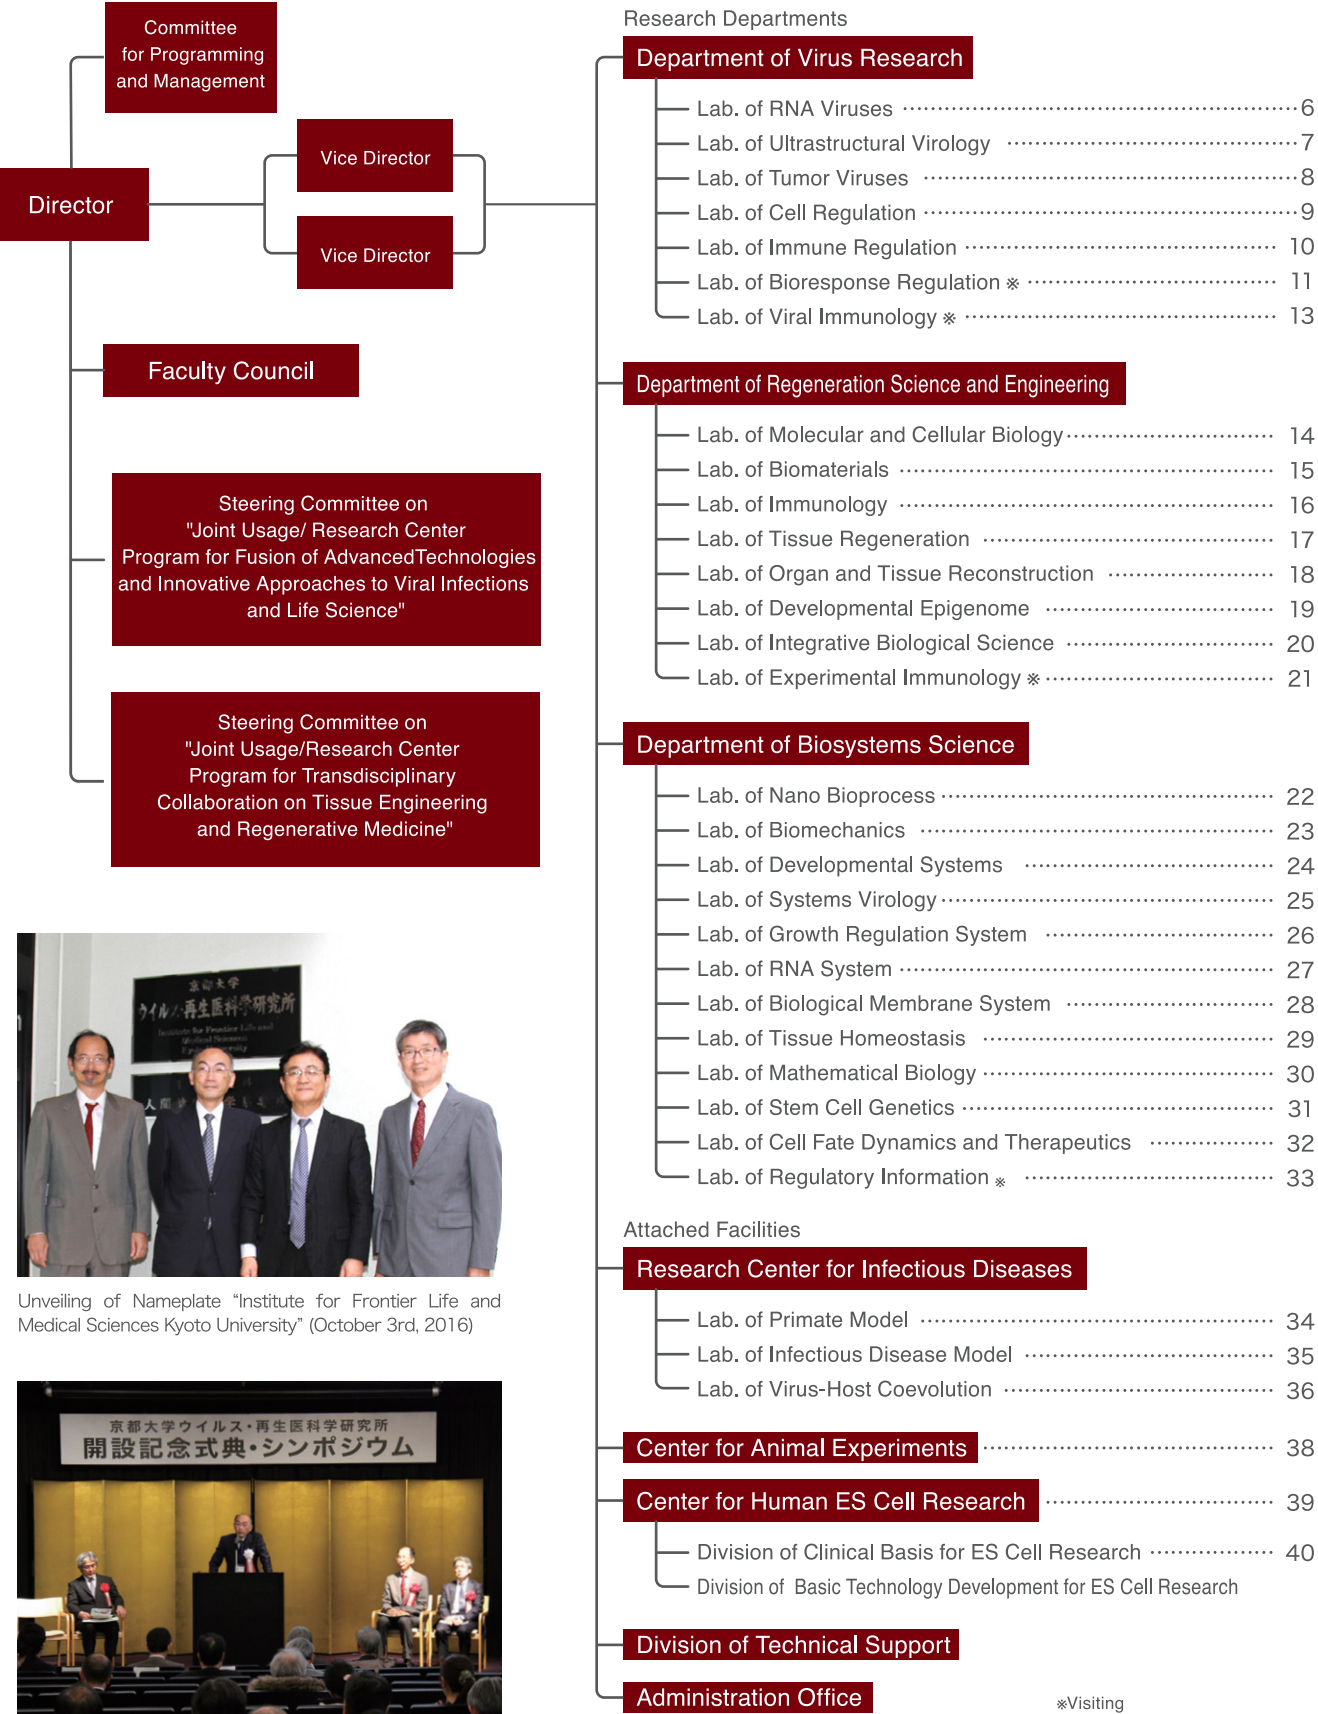 Committee
for Programming
and Management
Director
Vice Director
Vice Director
Faculty Council
Steering Committee on
"Joint Usage/ Research Center
Program for Fusion of AdvancedTechnologies
and Innovative Approaches to Viral Infections
and Life Science"
Steering Committee on
"Joint Usage/Research Center
Program for Transdisciplinary
Collaboration on Tissue Engineering
and Regenerative Medicine"
京都大学
ウイルス・再生医科学研究所
Institute for Frontier Life and
Medical Sciences
Kyoto University
Unveiling of Nameplate “Institute for Frontier Life and
Medical Sciences Kyoto University” (October 3rd, 2016)
京都大学ウイルス・再生医科学研究所
開設記念式典・シンポジウム
Research Departments
Department of Virus Research
Lab. of RNA Viruses 6
Lab. of Ultrastructural Virology 7
Lab. of Tumor Viruses 8
Lab. of Cell Regulation 9
Lab. of Immune Regulation 10
Lab. of Bioresponse Regulation ※ 11
Lab. of Viral Immunology ※ 13
Department of Regeneration Science and Engineering
Lab. of Molecular and Cellular Biology 14
Lab. of Biomaterials 15
Lab. of Immunology 16
Lab. of Tissue Regeneration 17
Lab. of Organ and Tissue Reconstruction 18
Lab. of Developmental Epigenome 19
Lab. of Integrative Biological Science 20
Lab. of Experimental Immunology ※ 21
Department of Biosystems Science
Lab. of Nano Bioprocess 22
Lab. of Biomechanics 23
Lab. of Developmental Systems 24
Lab. of Systems Virology 25
Lab. of Growth Regulation System 26
Lab. of RNA System 27
Lab. of Biological Membrane System 28
Lab. of Tissue Homeostasis 29
Lab. of Mathematical Biology 30
Lab. of Stem Cell Genetics 31
Lab. of Cell Fate Dynamics and Therapeutics 32
Lab. of Regulatory Information ※ 33
Attached Facilities
Research Center for Infectious Diseases
Lab. of Primate Model 34
Lab. of Infectious Disease Model 35
Lab. of Virus-Host Coevolution 36
Center for Animal Experiments 38
Center for Human ES Cell Research 39
Division of Clinical Basis for ES Cell Research 40
Division of Basic Technology Development for ES Cell Research
Division of Technical Support
Administration Office
※Visiting